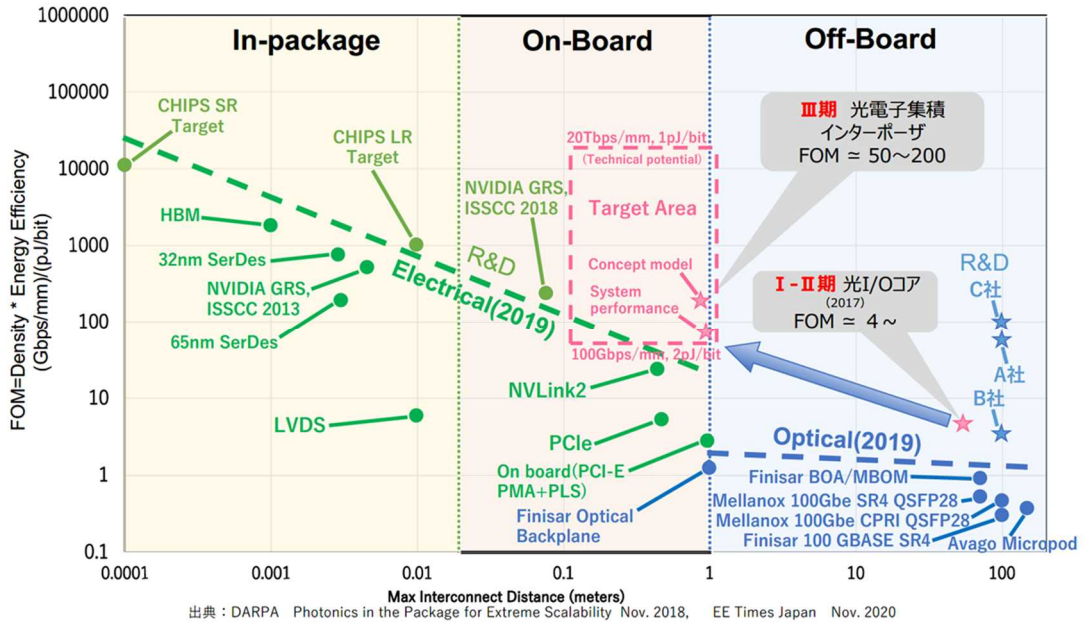 In-package
On-Board
Off-Board
1000000
100000
10000
1000
100
10
1
0.1
FOM=Density * Energy Efficiency
(Gbps/mm)/(pJ/bit)
CHIPS SR
Target
CHIPS LR
Target
HBM
32nm SerDes
NVIDIA GRS,
ISSCC 2013
65nm SerDes
LVDS
R&D
Electrical(2019)
NVIDIA GRS,
ISSCC 2018
20Tbps/mm, 1pJ/bit
(Technical potential)
Target Area
Concept model
System
performance
100Gbps/mm, 2pJ/bit
NVLink2
PCIe
On board(PCI-E
PMA+PLS)
Finisar Optical
Backplane
Ⅲ期 光電子集積
インターポーザ
FOM ≃ 50～200
Ⅰ-Ⅱ期 光I/Oコア
(2017)
FOM ≃ 4～
R&D
C社
A社
B社
Optical(2019)
Finisar BOA/MBOM
Mellanox 100Gbe SR4 QSFP28
Mellanox 100Gbe CPRI QSFP28
Finisar 100 GBASE SR4
Avago Micropod
0.0001
0.001
0.01
0.1
1
10
100
Max Interconnect Distance (meters)
出典：DARPA Photonics in the Package for Extreme Scalability Nov. 2018, EE Times Japan Nov. 2020